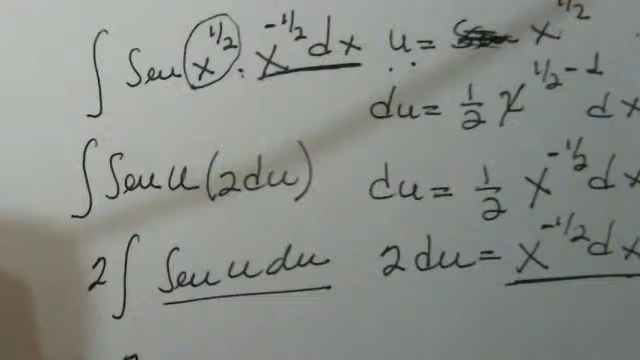 ∫ Sen x^1/2 . x^-1/2 dx u = x^1/2
du = 1/2 x^1/2-1 dx
∫ Sen u (2du) du = 1/2 x^-1/2 dx
2 ∫ Sen u du 2du = x^-1/2 dx